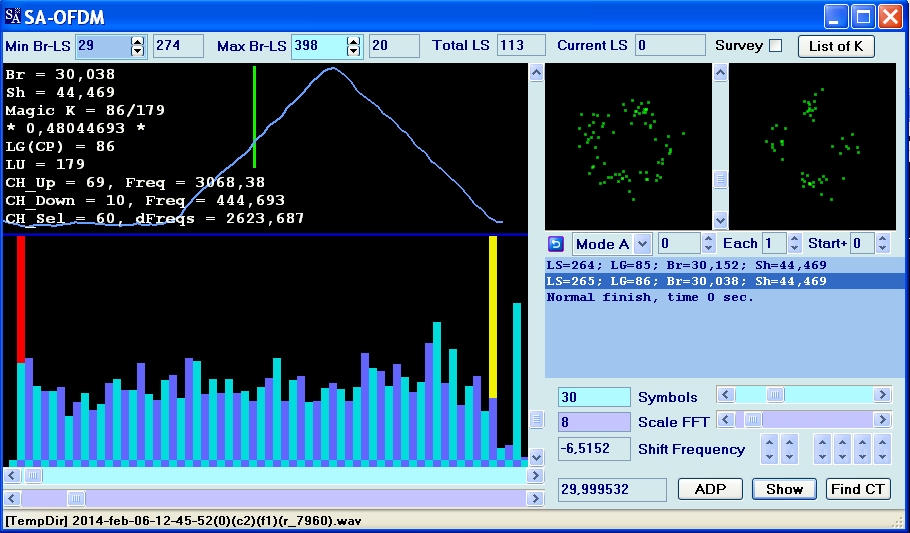 SA-OFDM
Min Br-LS 29 274 Max Br-LS 398 20 Total LS 113 Current LS 0 Survey List of K
Br = 30,038
Sh = 44,469
Magic K = 86/179
* 0,48044693 *
LG(CP) = 86
LU = 179
CH_Up = 69, Freq = 3068,38
CH_Down = 10, Freq = 444,693
CH_Sel = 60, dFreqs = 2623,687
Mode A 0 Each 1 Start+ 0
LS=264; LG=85; Br=30,152; Sh=44,469
LS=265; LG=86; Br=30,038; Sh=44,469
Normal finish, time 0 sec.
30 Symbols
8 Scale FFT
-6,5152 Shift Frequency
29,999532 ADP Show Find CT
[TempDir] 2014-feb-06-12-45-52(0)(c2)(f1)(r_7960).wav